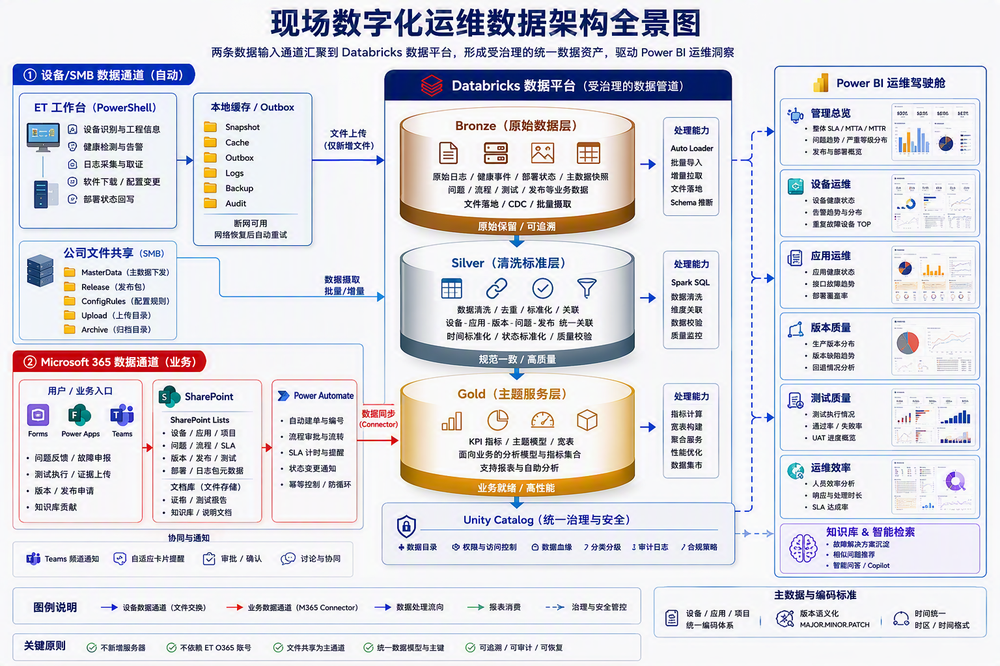 现场数字化运维数据架构全景图
两条数据输入通道汇聚到 Databricks 数据平台，形成受治理的统一数据资产，驱动 Power BI 运维洞察
① 设备/SMB 数据通道（自动）
ET 工作台（PowerShell）
设备识别与工程信息
健康检测与告警
日志采集与取证
软件下载 / 配置变更
部署状态回写
本地缓存 / Outbox
Snapshot
Cache
Outbox
Logs
Backup
Audit
断网可用
网络恢复后自动重试
文件上传
（仅新增文件）
公司文件共享（SMB）
MasterData（主数据下发）
Release（发布包）
ConfigRules（配置规则）
Upload（上传目录）
Archive（归档目录）
数据摄取
批量/增量
② Microsoft 365 数据通道（业务）
用户 / 业务入口
Forms
Power Apps
Teams
• 问题反馈 / 故障申报
• 测试执行 / 证据上传
• 版本 / 发布申请
• 知识库贡献
SharePoint
SharePoint Lists
• 设备 / 应用 / 项目
• 问题 / 流程 / SLA
• 版本 / 发布 / 测试
• 部署 / 日志包元数据
文档库（文件存储）
• 证据 / 测试报告
• 知识库 / 说明文档
Power Automate
• 自动建单与编号
• 流程审批与流转
• SLA 计时与提醒
• 状态变更通知
• 幂等控制 / 防循环
数据同步
(Connector)
协同与通知
Teams 频道通知
自适应卡片提醒
审批 / 确认
讨论与协同
Databricks 数据平台（受治理的数据管道）
Bronze（原始数据层）
原始日志 / 健康事件 / 部署状态 / 主数据快照
问题 / 流程 / 测试 / 发布等业务数据
文件落地 / CDC / 批量摄取
原始保留 / 可追溯
处理能力
Auto Loader
批量导入
增量拉取
文件落地
Schema 推断
Silver（清洗标准层）
数据清洗 / 去重 / 标准化 / 关联
设备 - 应用 - 版本 - 问题 - 发布 统一关联
时间标准化 / 状态标准化 / 质量校验
规范一致 / 高质量
处理能力
Spark SQL
数据清洗
维度关联
数据校验
质量监控
Gold（主题服务层）
KPI 指标 / 主题模型 / 宽表
面向业务的分析模型与指标集合
支持报表与自助分析
业务就绪 / 高性能
处理能力
指标计算
宽表构建
聚合服务
性能优化
数据集市
Unity Catalog（统一治理与安全）
数据目录
权限与访问控制
数据血缘
分类分级
审计日志
合规策略
Power BI 运维驾驶舱
管理总览
• 整体 SLA / MTTA / MTTR
• 问题趋势 / 严重等级分布
• 发布与部署概览
设备运维
• 设备健康状态
• 告警趋势与分布
• 重复故障设备 TOP
应用运维
• 应用健康状态
• 接口故障趋势
• 部署覆盖率
版本质量
• 生产版本分布
• 版本缺陷趋势
• 回退情况分析
测试质量
• 测试执行情况
• 通过率 / 失败率
• UAT 进度概览
运维效率
• 人员效率分析
• 响应与处理时长
• SLA 达成率
知识库 & 智能检索
• 故障解决方案沉淀
• 相似问题推荐
• 智能问答 / Copilot
图例说明
设备数据通道（文件交换）
业务数据通道（M365 Connector）
数据处理流向
报表消费
治理与安全管控
主数据与编码标准
设备 / 应用 / 项目
统一编码体系
版本语义化
MAJOR.MINOR.PATCH
时间统一
时区 / 时间格式
关键原则
不新增服务器
不依赖 ET O365 账号
文件共享为主通道
统一数据模型与主键
可追溯 / 可审计 / 可恢复